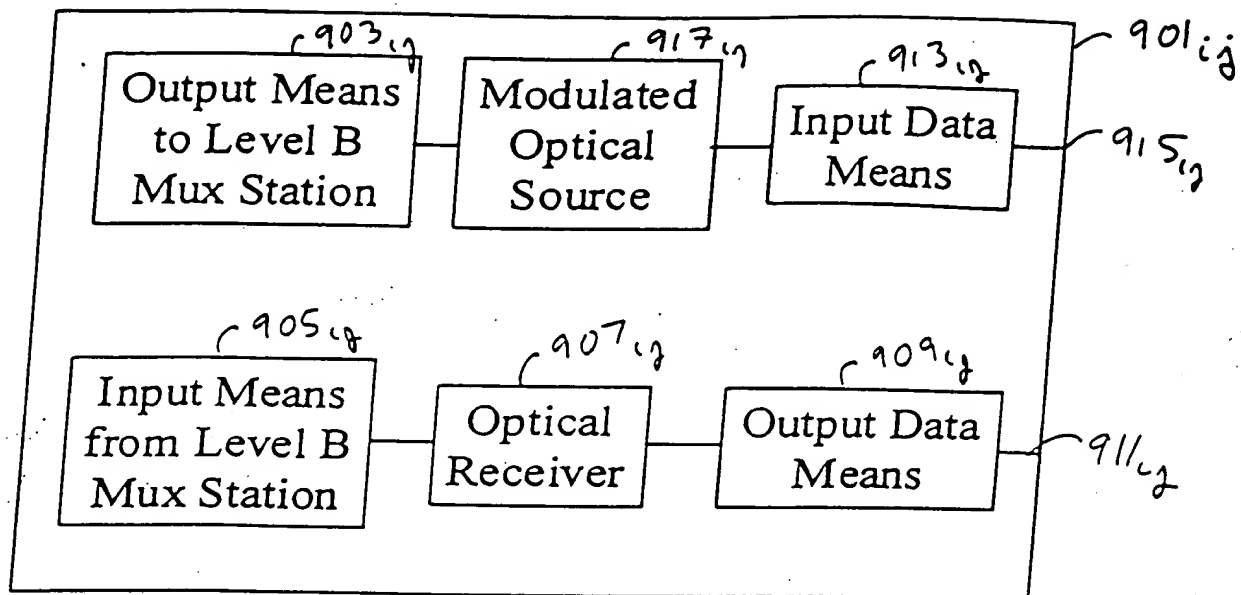 903ij
917ij
913ij
901ij
Output Means
to Level B
Mux Station
Modulated
Optical
Source
Input Data
Means
915ij
905ij
907ij
909ij
Input Means
from Level B
Mux Station
Optical
Receiver
Output Data
Means
911ij